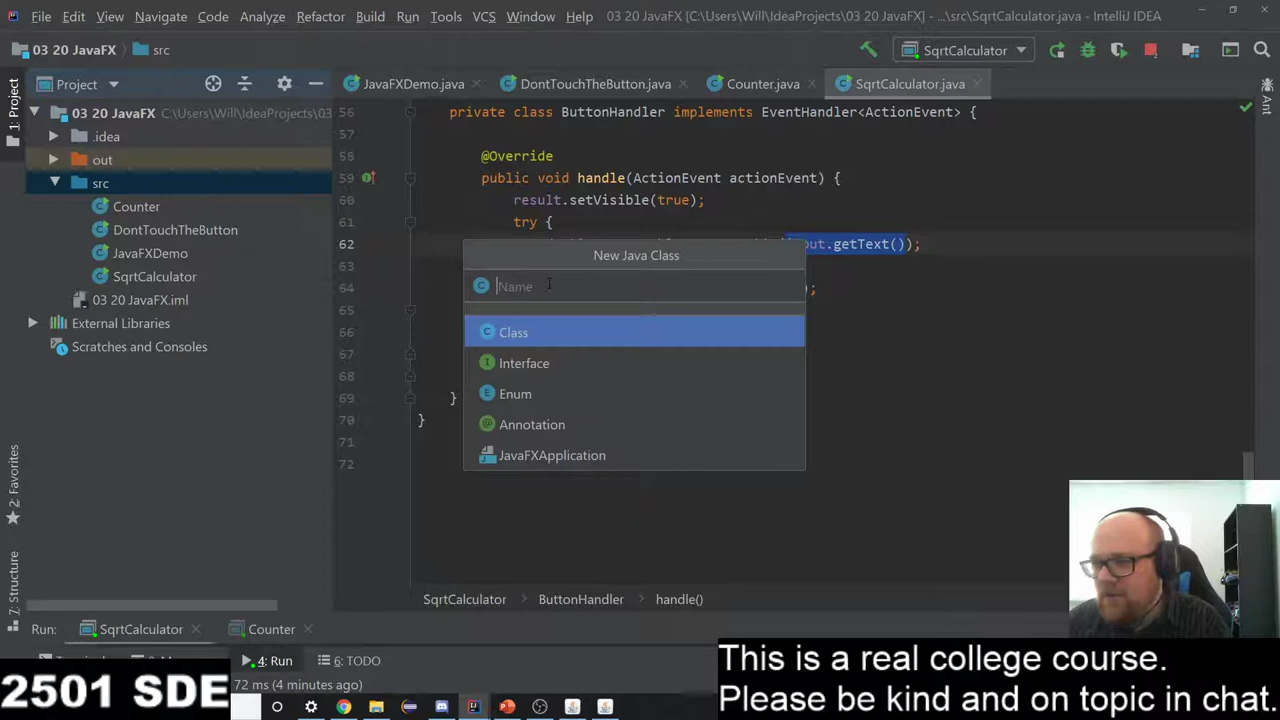 File Edit View Navigate Code Analyze Refactor Build Run Tools VCS Window Help 03 20 JavaFX [C:\Users\Will\IdeaProjects\03 20 JavaFX] - ...\src\SqrtCalculator.java - IntelliJ IDEA
03 20 JavaFX src SqrtCalculator
Project JavaFXDemo.java DontTouchTheButton.java Counter.java SqrtCalculator.java
1: Project
Ant
03 20 JavaFX C:\Users\Will\IdeaProjects\03
.idea
out
src
Counter
DontTouchTheButton
JavaFXDemo
SqrtCalculator
03 20 JavaFX.iml
External Libraries
Scratches and Consoles
2: Favorites
7: Structure
56 private class ButtonHandler implements EventHandler<ActionEvent> {
57
58 @Override
59 public void handle(ActionEvent actionEvent) {
60 result.setVisible(true);
61 try {
62 .getText());
63
64 );
65
66
67
68
69 }
70 }
71
72
New Java Class
Name
Class
Interface
Enum
Annotation
JavaFXApplication
SqrtCalculator ButtonHandler handle()
Run: SqrtCalculator Counter
4: Run 6: TODO
72 ms (4 minutes ago)
2501 SDE
This is a real college course.
Please be kind and on topic in chat.